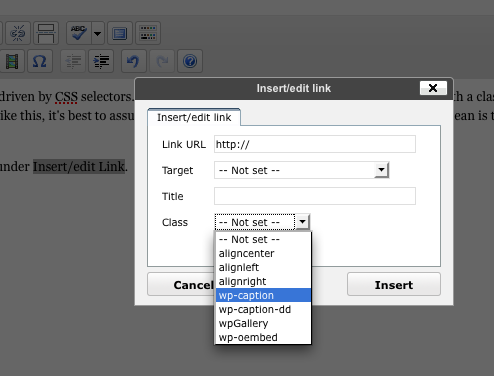 ABC
Ω
?
Insert/edit link
driven by CSS selectors.
th a clas
ike this, it's best to assu
ean is t
under Insert/edit Link.
Insert/edit link
Link URL http://
Target -- Not set --
Title
Class -- Not set --
-- Not set --
aligncenter
alignleft
alignright
wp-caption
wp-caption-dd
wpGallery
wp-oembed
Cance
Insert